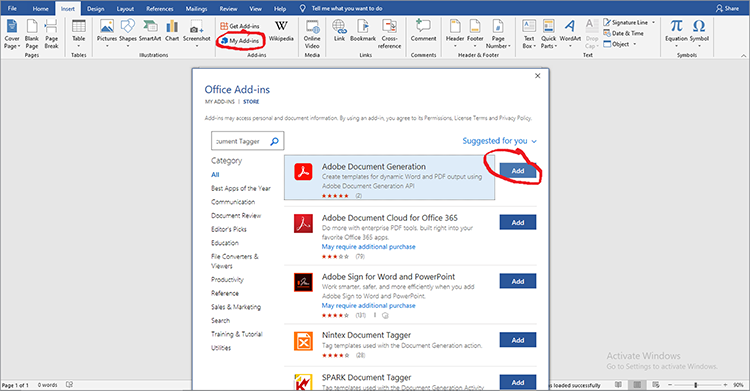 File Home Insert Design Layout References Mailings Review View Help Tell me what you want to do Share
Cover Page
Blank Page
Page Break
Table
Pictures
Shapes
SmartArt
Chart
Screenshot
Get Add-ins
My Add-ins
Wikipedia
Online Video
Link
Bookmark
Cross-reference
Comment
Header
Footer
Page Number
Text Box
Quick Parts
WordArt
Drop Cap
Signature Line
Date & Time
Object
Equation
Symbol
Pages Tables Illustrations Add-ins Media Links Comments Header & Footer Text Symbols
Office Add-ins
MY ADD-INS | STORE
Add-ins may access personal and document information. By using an add-in, you agree to its Permissions, License Terms and Privacy Policy.
cument Tagger
Suggested for you
Category
All
Best Apps of the Year
Communication
Document Review
Editor's Picks
Education
File Converters &
Viewers
Productivity
Reference
Sales & Marketing
Search
Training & Tutorial
Utilities
Adobe Document Generation
Create templates for dynamic Word and PDF output using
Adobe Document Generation API
(2)
Add
Adobe Document Cloud for Office 365
Do more with enterprise PDF tools, built right into your
favorite Office 365 apps.
May require additional purchase
(79)
Add
Adobe Sign for Word and PowerPoint
Work smarter, safer, and more efficiently when you add
Adobe Sign to Word and PowerPoint.
May require additional purchase
(131)
Add
Nintex Document Tagger
Tag templates used with the Document Generation action.
(28)
Add
SPARK Document Tagger
Tag templates used with the Document Generation Activity
Add
Activate Windows
Go to Settings to activate Windows.
Page 1 of 1 0 words
s loaded successfully
90%